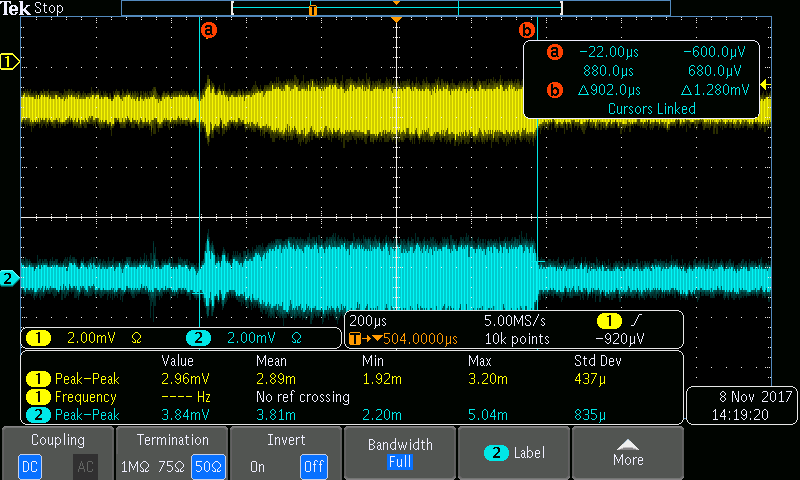 Tek Stop
T
a b
a −22.00µs −600.0µV
880.0µs 680.0µV
b Δ902.0µs Δ1.280mV
Cursors Linked
1
2
1 2.00mV Ω 2 2.00mV Ω
200µs 5.00MS/s 1
T→▼504.0000µs 10k points −920µV
Value Mean Min Max Std Dev
1 Peak–Peak 2.96mV 2.89m 1.92m 3.20m 437µ
1 Frequency –––– Hz No ref crossing
2 Peak–Peak 3.84mV 3.81m 2.20m 5.04m 835µ
8 Nov 2017
14:19:20
Coupling
DC AC
Termination
1MΩ 75Ω 50Ω
Invert
On Off
Bandwidth
Full
2 Label
More